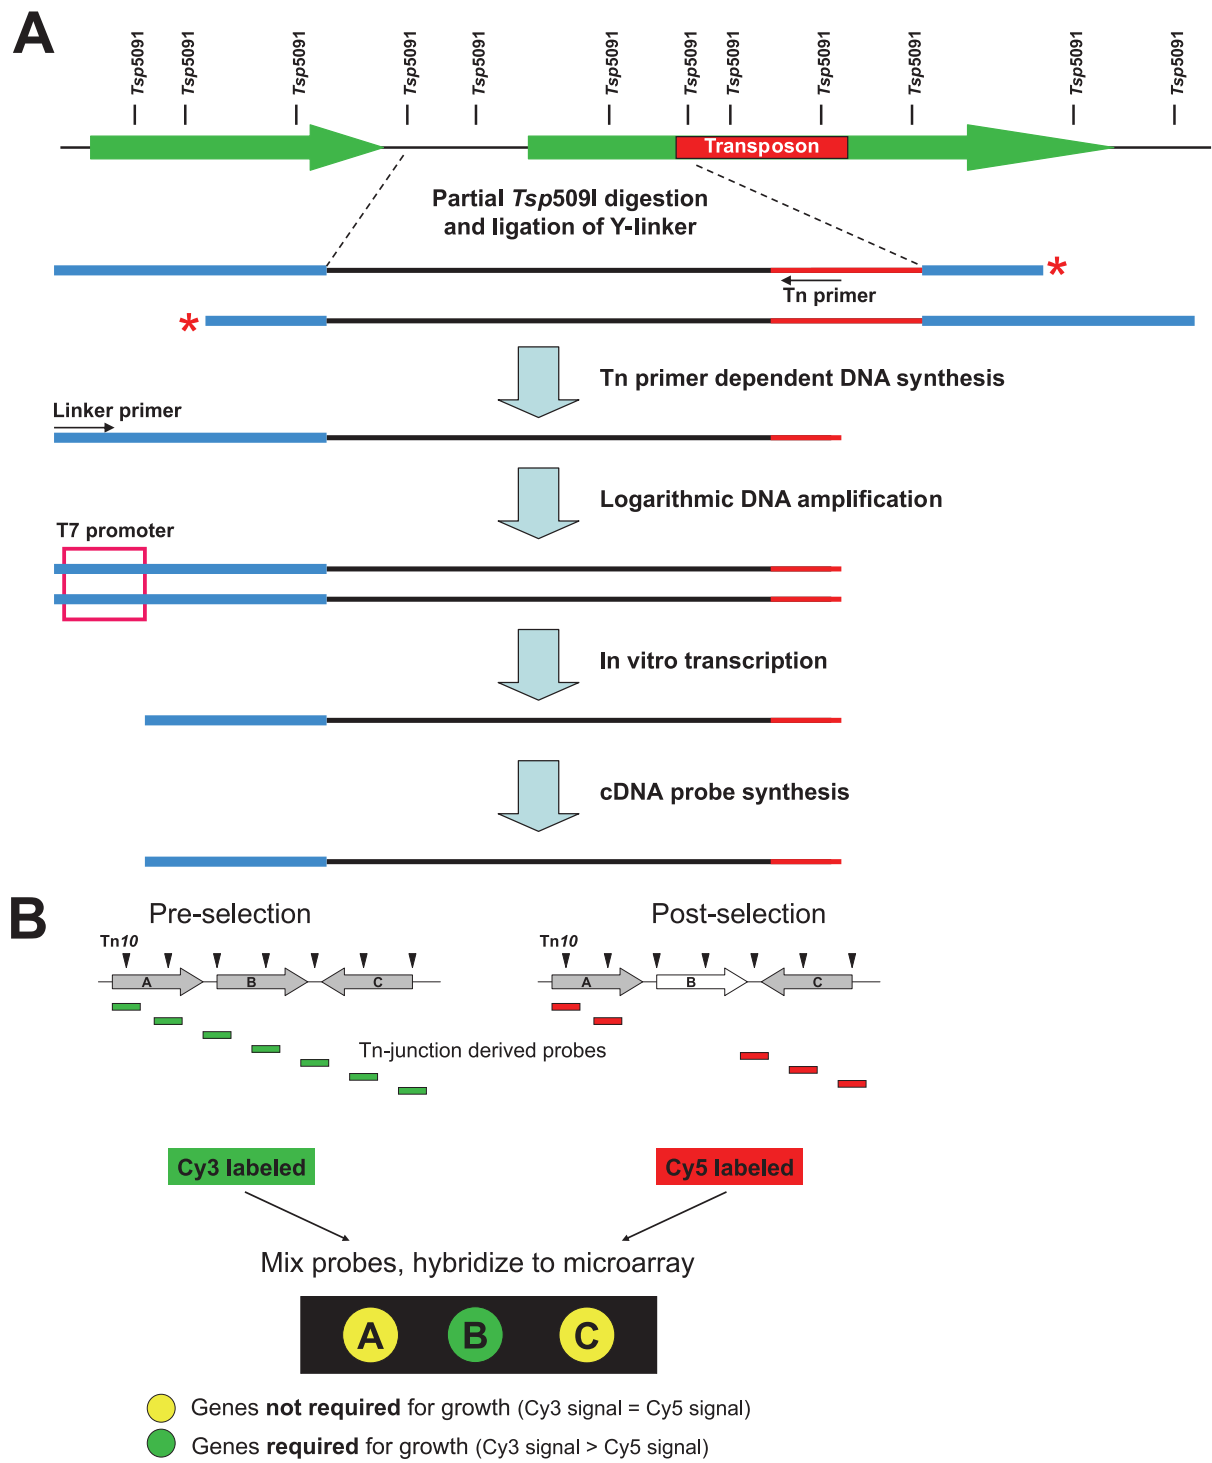 A
Tsp5091 Tsp5091 Tsp5091 Tsp5091 Tsp5091 Tsp5091 Tsp5091 Tsp5091 Tsp5091 Tsp5091 Tsp5091 Tsp5091
Transposon
Partial Tsp509I digestion
and ligation of Y-linker
*
Tn primer
*
Tn primer dependent DNA synthesis
Linker primer
Logarithmic DNA amplification
T7 promoter
In vitro transcription
cDNA probe synthesis
B
Pre-selection
Post-selection
Tn10
Tn10
A B C
A B C
Tn-junction derived probes
Cy3 labeled
Cy5 labeled
Mix probes, hybridize to microarray
A B C
Genes not required for growth (Cy3 signal = Cy5 signal)
Genes required for growth (Cy3 signal > Cy5 signal)